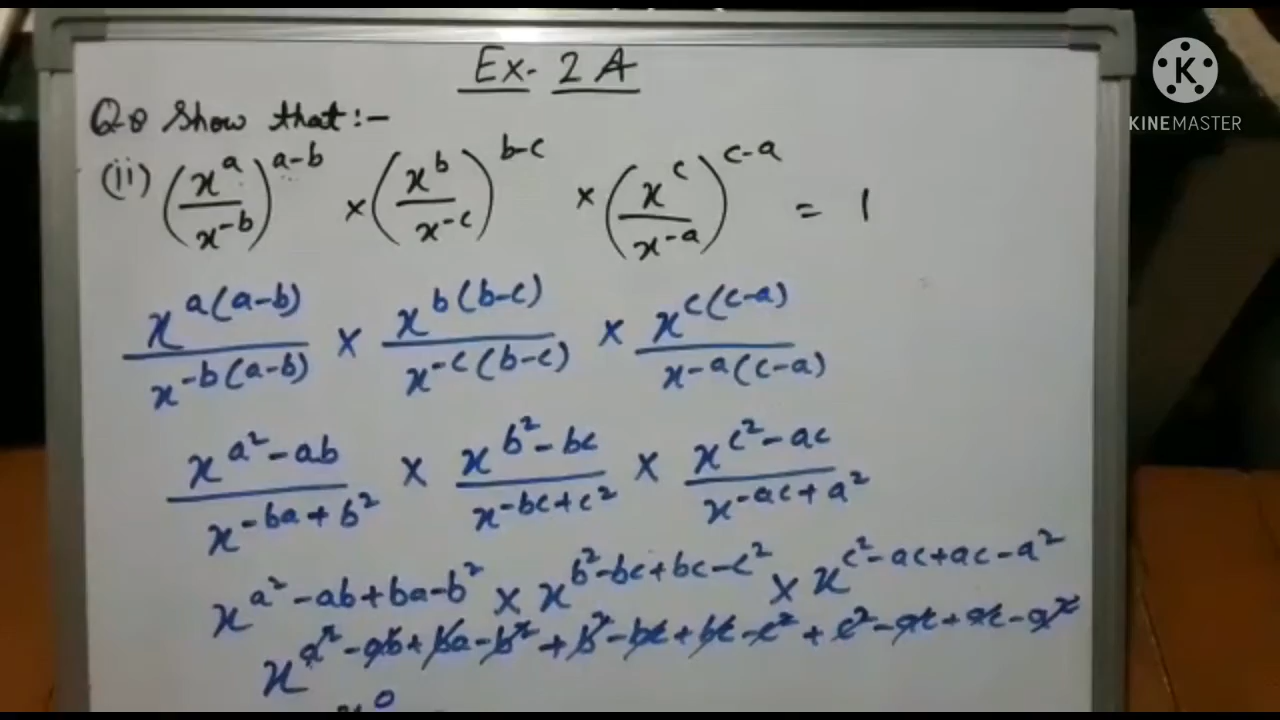 Ex- 2A
K
KINEMASTER
Q8 Show that:-
(ii) (x^a/x^-b)^a-b × (x^b/x^-c)^b-c × (x^c/x^-a)^c-a = 1
x^a(a-b)/x^-b(a-b) × x^b(b-c)/x^-c(b-c) × x^c(c-a)/x^-a(c-a)
x^a²-ab/x^-ba+b² × x^b²-bc/x^-bc+c² × x^c²-ac/x^-ac+a²
x^a²-ab+ba-b² × x^b²-bc+bc-c² × x^c²-ac+ac-a²
x^a²-ab+ba-b²+b²-bc+bc-c²+c²-ac+ac-a²
x^0